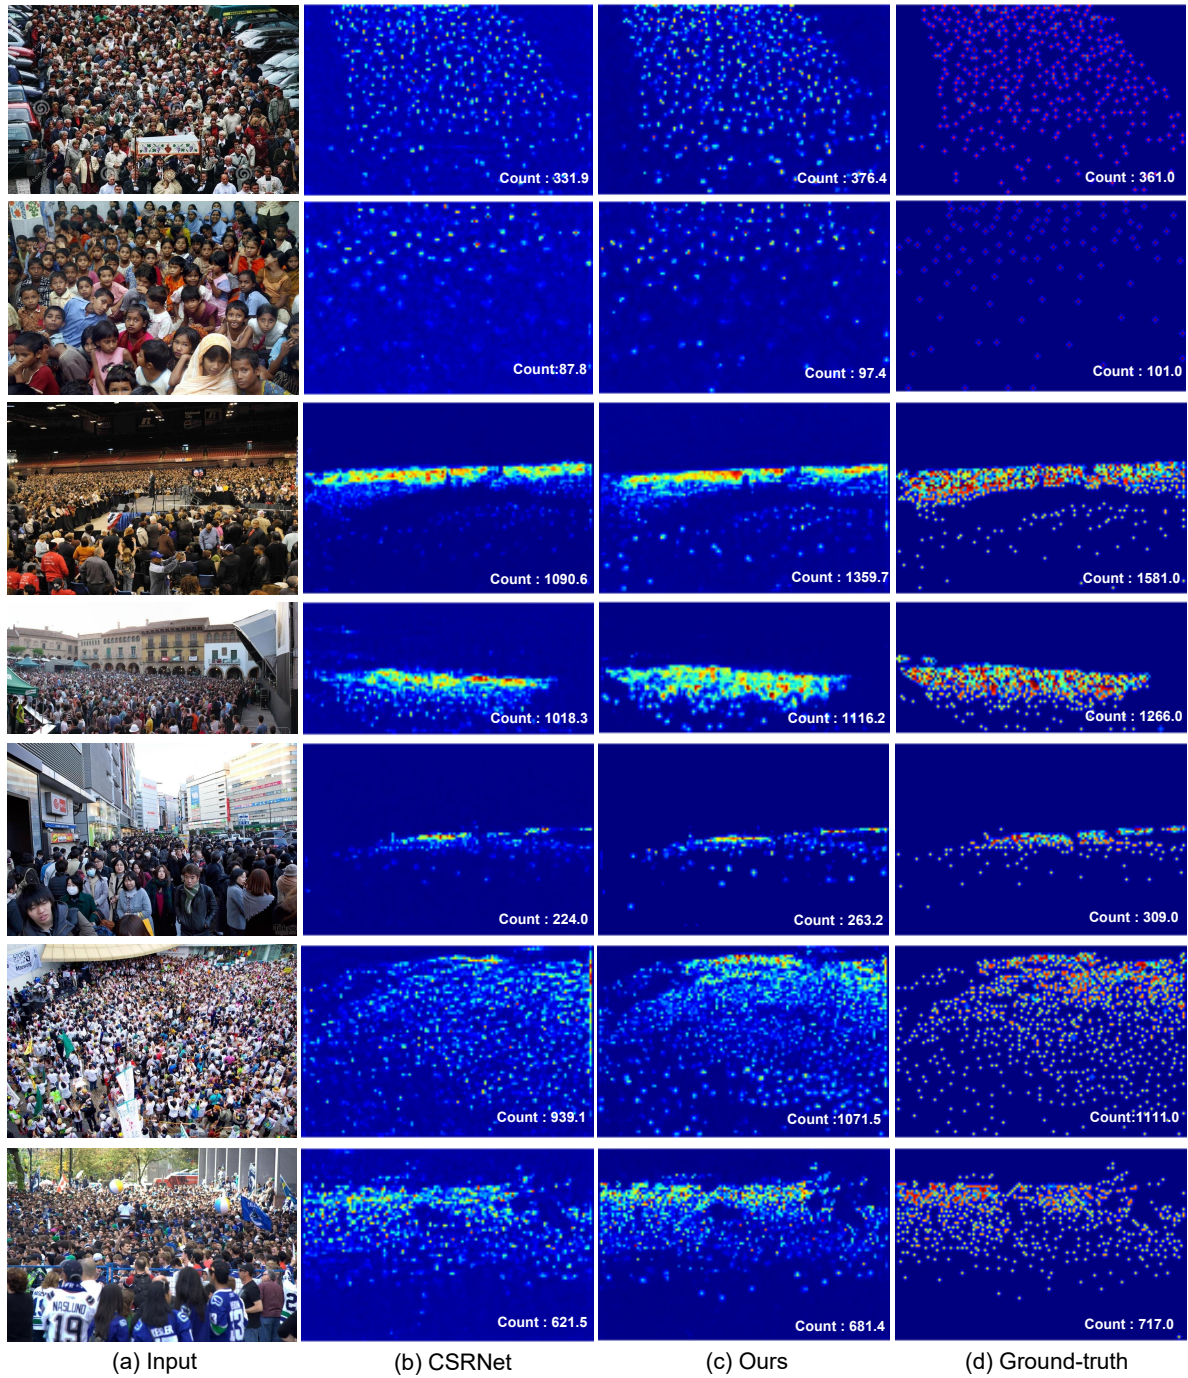 Count : 331.9
Count : 376.4
Count : 361.0
Count:87.8
Count : 97.4
Count : 101.0
Count : 1090.6
Count : 1359.7
Count : 1581.0
Count : 1018.3
Count : 1116.2
Count : 1266.0
Count : 224.0
Count : 263.2
Count : 309.0
Count : 939.1
Count :1071.5
Count:1111.0
NASLUND
19
Count : 621.5
Count : 681.4
Count : 717.0
(a) Input
(b) CSRNet
(c) Ours
(d) Ground-truth